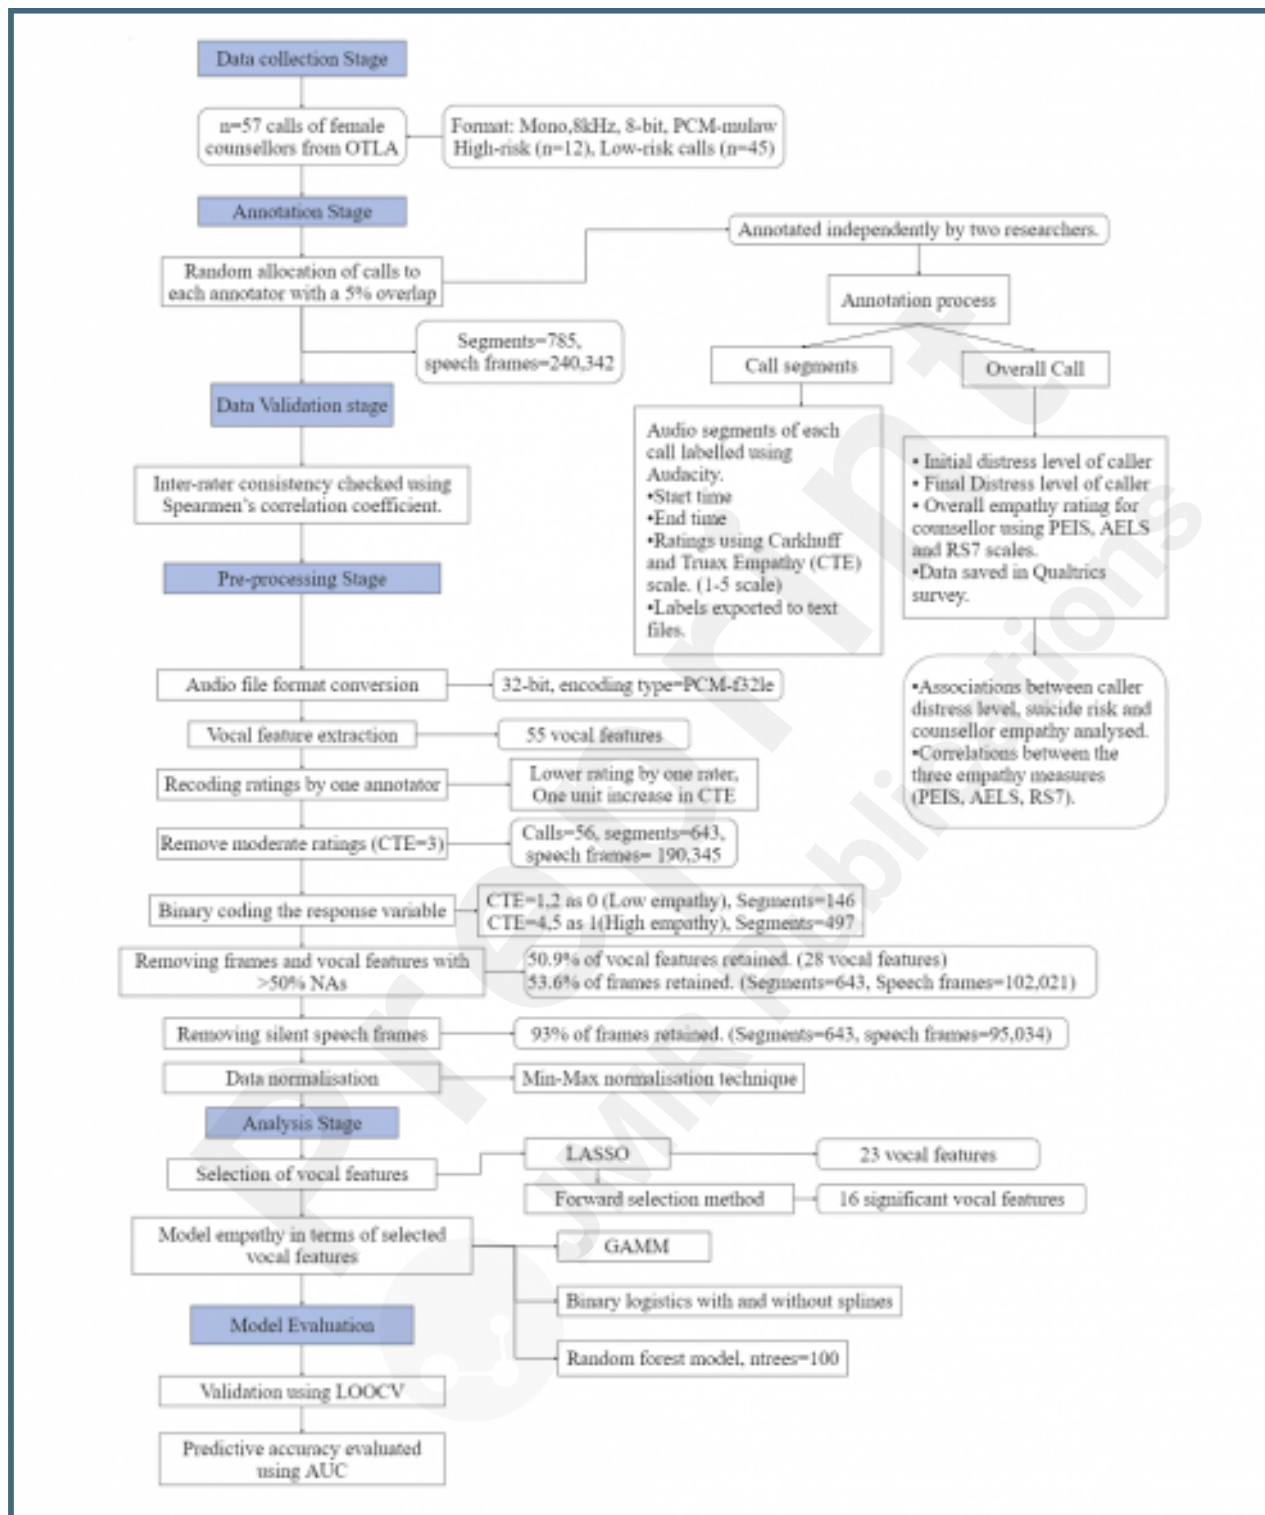 Data collection Stage
n=57 calls of female
counsellors from OTLA
Format: Mono,8kHz, 8-bit, PCM-mulaw
High-risk (n=12), Low-risk calls (n=45)
Annotation Stage
Annotated independently by two researchers.
Random allocation of calls to
each annotator with a 5% overlap
Annotation process
Segments=785,
speech frames=240,342
Call segments
Overall Call
Data Validation stage
Audio segments of each
call labelled using
Audacity.
•Start time
•End time
•Ratings using Carkhuff
and Truax Empathy (CTE)
scale. (1-5 scale)
•Labels exported to text
files.
• Initial distress level of caller
• Final Distress level of caller
• Overall empathy rating for
counsellor using PEIS, AELS
and RS7 scales.
•Data saved in Qualtrics
survey.
Inter-rater consistency checked using
Spearmen's correlation coefficient.
Pre-processing Stage
•Associations between caller
distress level, suicide risk and
counsellor empathy analysed.
•Correlations between the
three empathy measures
(PEIS, AELS, RS7).
Audio file format conversion
32-bit, encoding type=PCM-f32le
Vocal feature extraction
55 vocal features
Recoding ratings by one annotator
Lower rating by one rater,
One unit increase in CTE
Remove moderate ratings (CTE=3)
Calls=56, segments=643,
speech frames= 190,345
Binary coding the response variable
CTE=1,2 as 0 (Low empathy), Segments=146
CTE=4,5 as 1(High empathy), Segments=497
Removing frames and vocal features with
>50% NAs
50.9% of vocal features retained. (28 vocal features)
53.6% of frames retained. (Segments=643, Speech frames=102,021)
Removing silent speech frames
93% of frames retained. (Segments=643, speech frames=95,034)
Data normalisation
Min-Max normalisation technique
Analysis Stage
Selection of vocal features
LASSO
23 vocal features
Forward selection method
16 significant vocal features
Model empathy in terms of selected
vocal features
GAMM
Binary logistics with and without splines
Random forest model, ntrees=100
Model Evaluation
Validation using LOOCV
Predictive accuracy evaluated
using AUC
Preprint
JMIR Publications